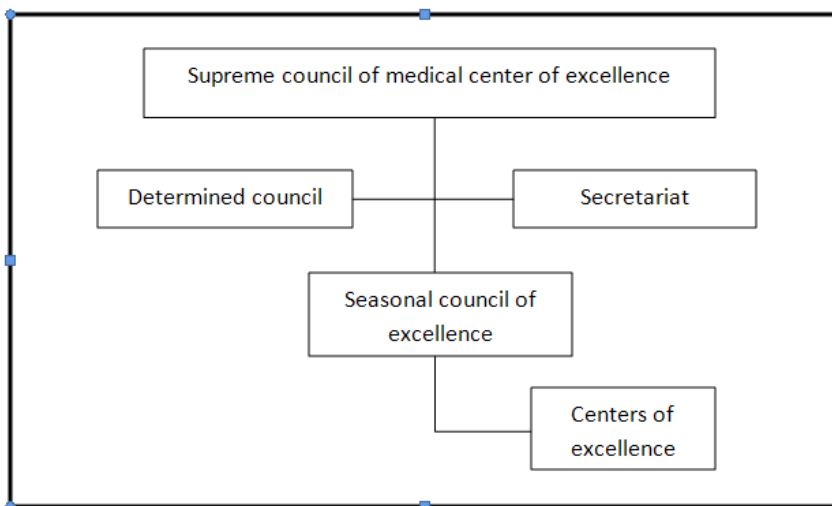 Supreme council of medical center of excellence
Determined council
Secretariat
Seasonal council of
excellence
Centers of
excellence